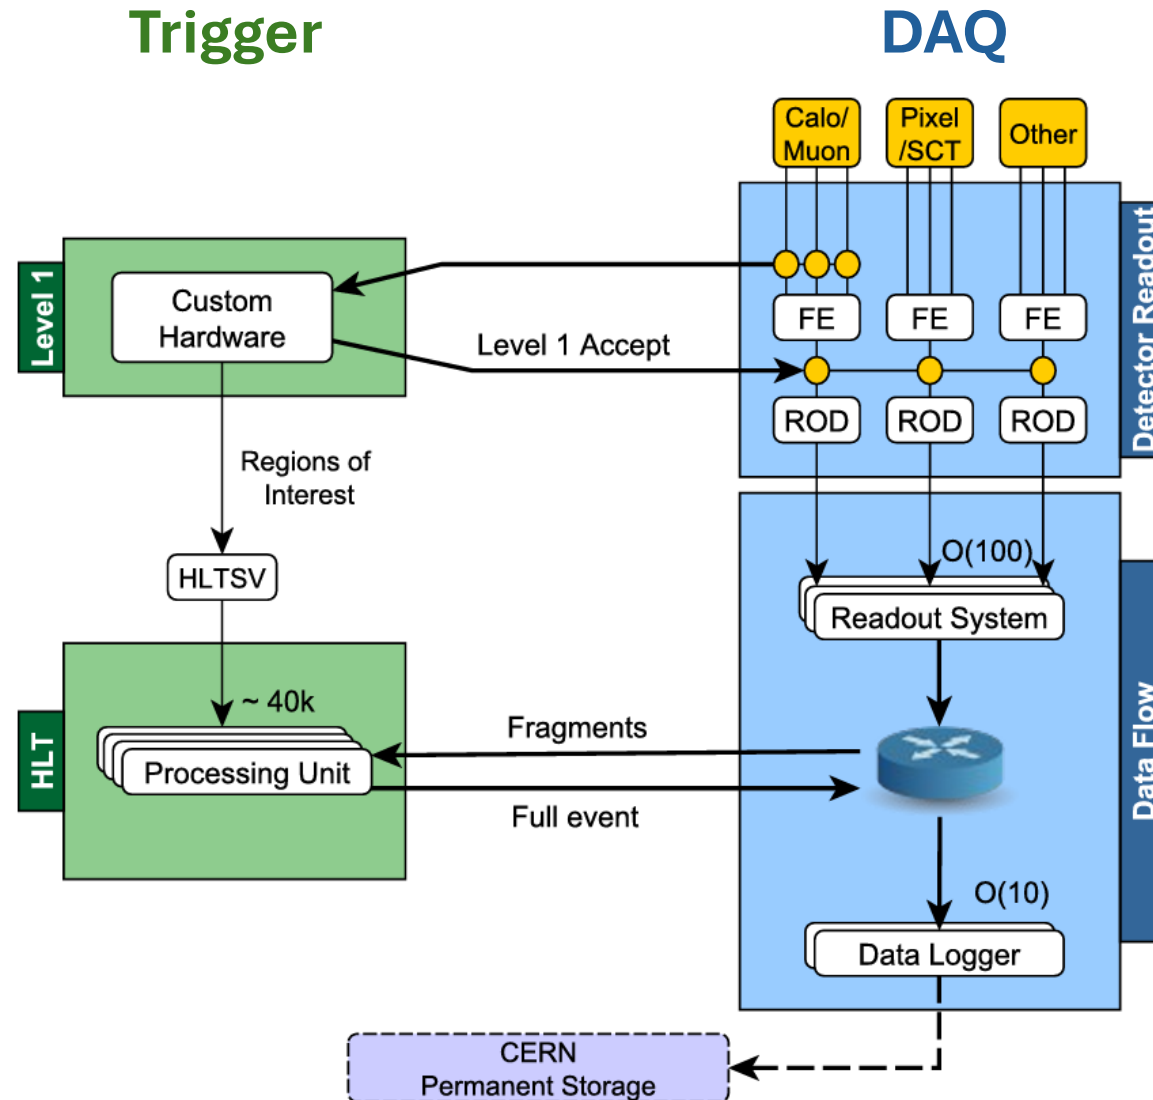 Trigger
DAQ
Calo/
Muon
Pixel
/SCT
Other
Level 1
Custom
Hardware
Level 1 Accept
FE
FE
FE
ROD
ROD
ROD
Detector Readout
Regions of
Interest
HLTSV
O(100)
Readout System
HLT
~ 40k
Processing Unit
Fragments
Full event
Data Flow
O(10)
Data Logger
CERN
Permanent Storage